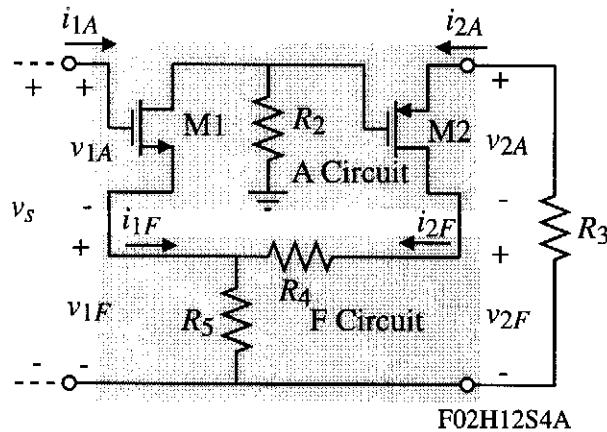 i1A
i2A
+
+
+
M1
R2
M2
v1A
v2A
A Circuit
-
-
vs
i1F
i2F
R3
+
+
R4
v1F
R5
F Circuit
v2F
-
-
-
F02H12S4A